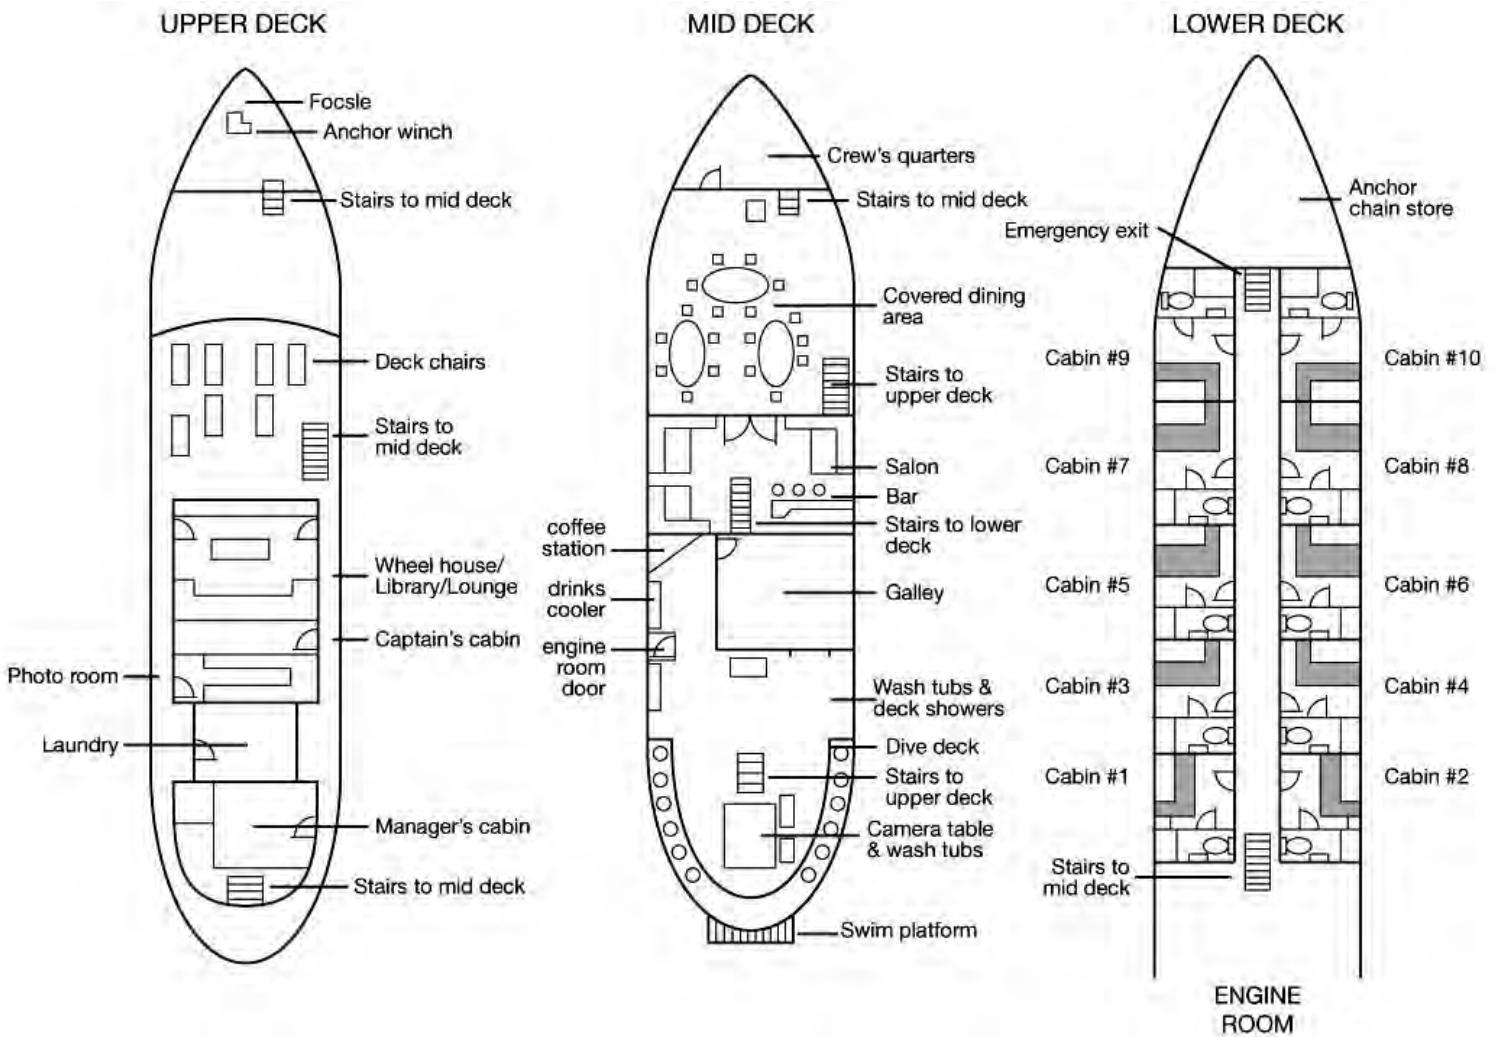 UPPER DECK
Focsle
Anchor winch
Stairs to mid deck
Deck chairs
Stairs to
mid deck
Wheel house/
Library/Lounge
Captain's cabin
Photo room
Laundry
Manager's cabin
Stairs to mid deck
MID DECK
Crew's quarters
Stairs to mid deck
Covered dining
area
Stairs to
upper deck
Salon
Bar
Stairs to lower
deck
coffee
station
drinks
cooler
Galley
engine
room
door
Wash tubs &
deck showers
Dive deck
Stairs to
upper deck
Camera table
& wash tubs
Swim platform
LOWER DECK
Anchor
chain store
Emergency exit
Cabin #9
Cabin #10
Cabin #7
Cabin #8
Cabin #5
Cabin #6
Cabin #3
Cabin #4
Cabin #1
Cabin #2
Stairs to
mid deck
ENGINE
ROOM